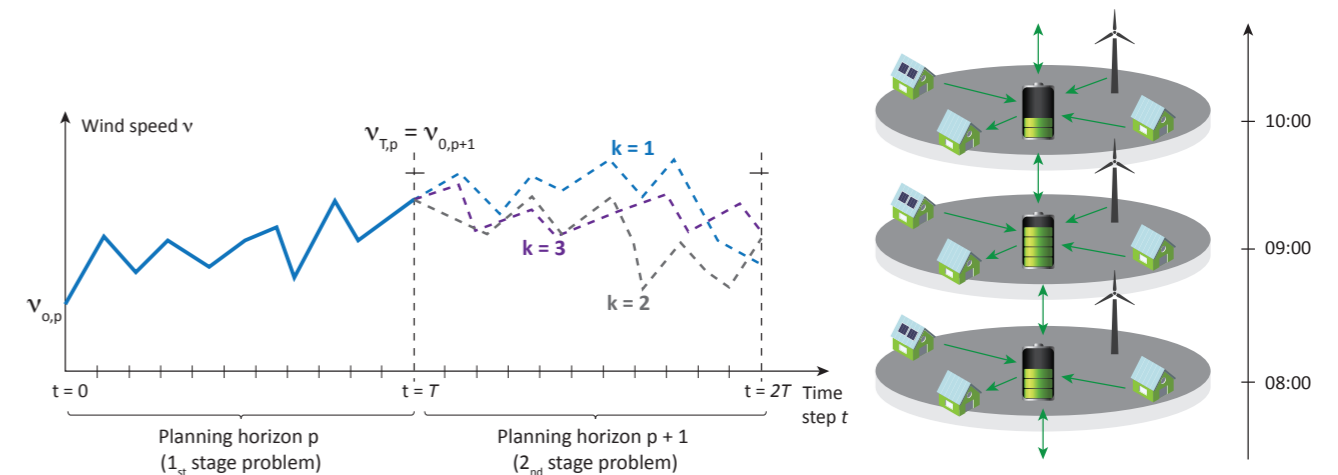 Wind speed ν
ν_T,p = ν_0,p+1
k = 1
k = 3
k = 2
ν_o,p
t = 0
t = T
t = 2T
Time
step t
Planning horizon p
(1st stage problem)
Planning horizon p + 1
(2nd stage problem)
10:00
09:00
08:00